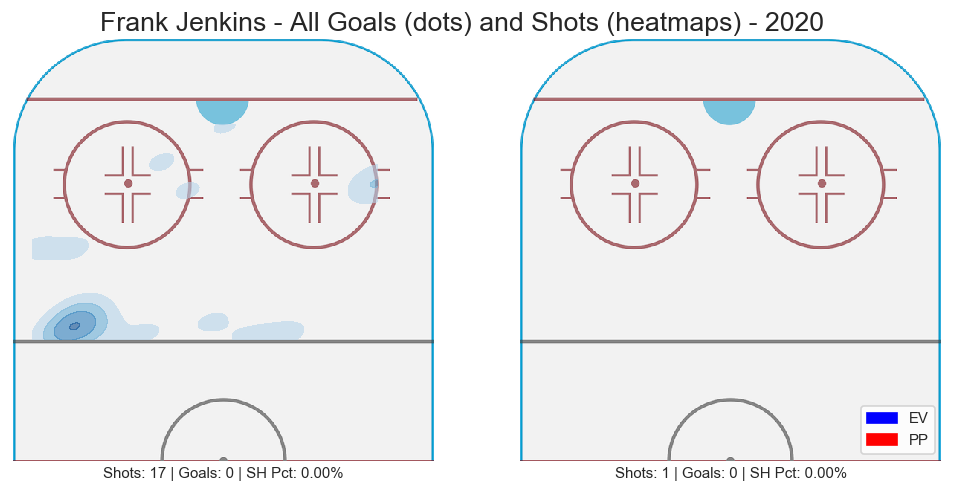 Frank Jenkins - All Goals (dots) and Shots (heatmaps) - 2020
EV
PP
Shots: 17 | Goals: 0 | SH Pct: 0.00%
Shots: 1 | Goals: 0 | SH Pct: 0.00%